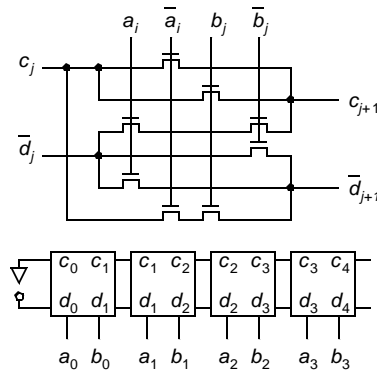 a_i a̅_i b_j b̅_j
c_j
c_{j+1}
d̅_j
d̅_{j+1}
c_0 c_1 c_1 c_2 c_2 c_3 c_3 c_4
d_0 d_1 d_1 d_2 d_2 d_3 d_3 d_4
a_0 b_0 a_1 b_1 a_2 b_2 a_3 b_3